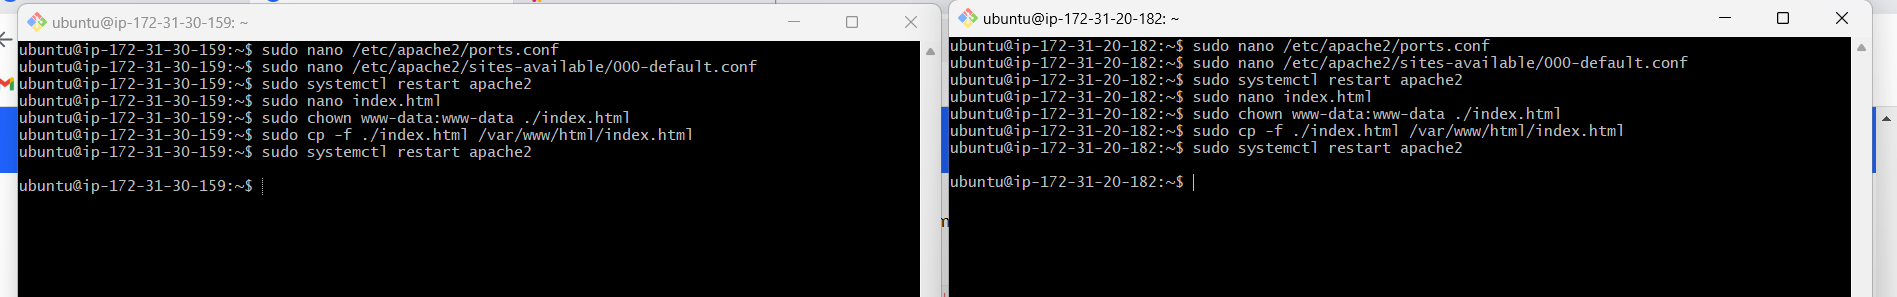 ubuntu@ip-172-31-30-159: ~
ubuntu@ip-172-31-30-159:~$ sudo nano /etc/apache2/ports.conf
ubuntu@ip-172-31-30-159:~$ sudo nano /etc/apache2/sites-available/000-default.conf
ubuntu@ip-172-31-30-159:~$ sudo systemctl restart apache2
ubuntu@ip-172-31-30-159:~$ sudo nano index.html
ubuntu@ip-172-31-30-159:~$ sudo chown www-data:www-data ./index.html
ubuntu@ip-172-31-30-159:~$ sudo cp -f ./index.html /var/www/html/index.html
ubuntu@ip-172-31-30-159:~$ sudo systemctl restart apache2
ubuntu@ip-172-31-30-159:~$
ubuntu@ip-172-31-20-182: ~
ubuntu@ip-172-31-20-182:~$ sudo nano /etc/apache2/ports.conf
ubuntu@ip-172-31-20-182:~$ sudo nano /etc/apache2/sites-available/000-default.conf
ubuntu@ip-172-31-20-182:~$ sudo systemctl restart apache2
ubuntu@ip-172-31-20-182:~$ sudo nano index.html
ubuntu@ip-172-31-20-182:~$ sudo chown www-data:www-data ./index.html
ubuntu@ip-172-31-20-182:~$ sudo cp -f ./index.html /var/www/html/index.html
ubuntu@ip-172-31-20-182:~$ sudo systemctl restart apache2
ubuntu@ip-172-31-20-182:~$